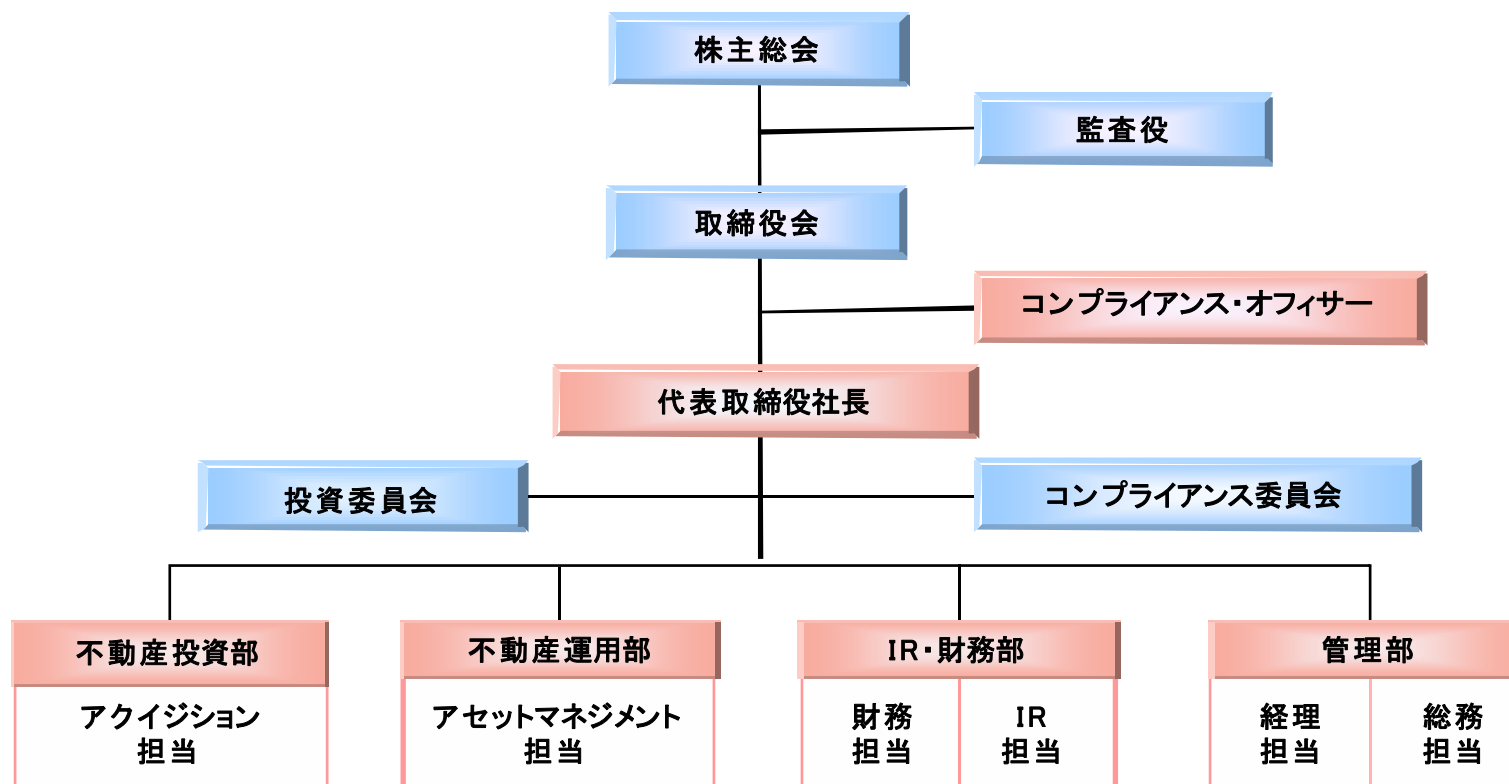 株主総会
監査役
取締役会
コンプライアンス・オフィサー
代表取締役社長
投資委員会
コンプライアンス委員会
不動産投資部
不動産運用部
IR・財務部
管理部
アクイジション
担当
アセットマネジメント
担当
財務
担当
IR
担当
経理
担当
総務
担当